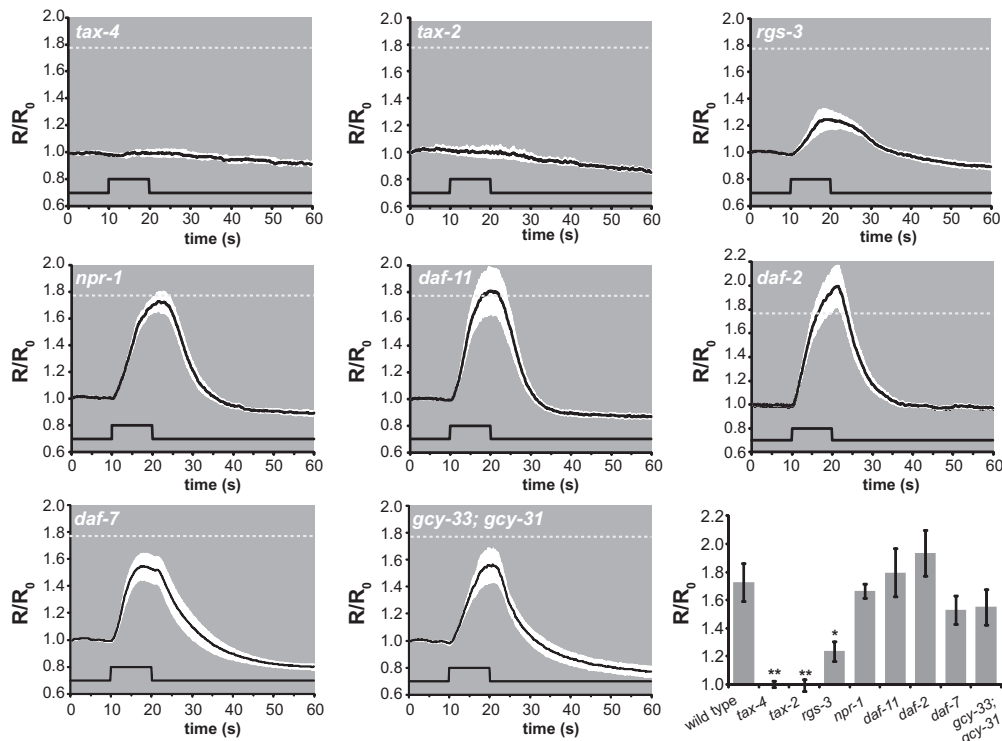 tax-4
R/R0
2.0
1.8
1.6
1.4
1.2
1.0
0.8
0.6
0 10 20 30 40 50 60
time (s)
tax-2
R/R0
2.0
1.8
1.6
1.4
1.2
1.0
0.8
0.6
0 10 20 30 40 50 60
time (s)
rgs-3
R/R0
2.0
1.8
1.6
1.4
1.2
1.0
0.8
0.6
0 10 20 30 40 50 60
time (s)
npr-1
R/R0
2.0
1.8
1.6
1.4
1.2
1.0
0.8
0.6
0 10 20 30 40 50 60
time (s)
daf-11
R/R0
2.0
1.8
1.6
1.4
1.2
1.0
0.8
0.6
0 10 20 30 40 50 60
time (s)
daf-2
R/R0
2.2
2.0
1.8
1.6
1.4
1.2
1.0
0.8
0.6
0 10 20 30 40 50 60
time (s)
daf-7
R/R0
2.0
1.8
1.6
1.4
1.2
1.0
0.8
0.6
0 10 20 30 40 50 60
time (s)
gcy-33; gcy-31
R/R0
2.0
1.8
1.6
1.4
1.2
1.0
0.8
0.6
0 10 20 30 40 50 60
time (s)
R/R0
2.2
2.0
1.8
1.6
1.4
1.2
1.0
** ** *
wild type
tax-4
tax-2
rgs-3
npr-1
daf-11
daf-2
daf-7
gcy-33;
gcy-31